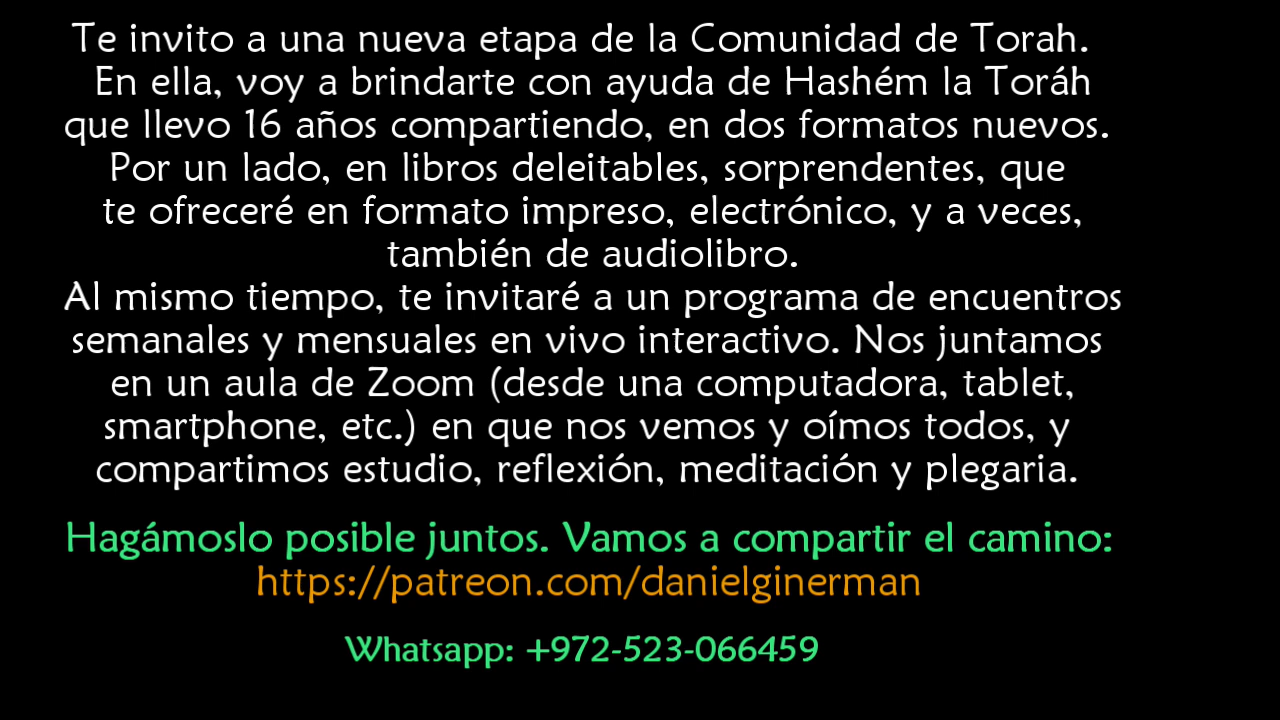 Te invito a una nueva etapa de la Comunidad de Torah.
En ella, voy a brindarte con ayuda de Hashém la Toráh
que llevo 16 años compartiendo, en dos formatos nuevos.
Por un lado, en libros deleitables, sorprendentes, que
te ofreceré en formato impreso, electrónico, y a veces,
también de audiolibro.
Al mismo tiempo, te invitaré a un programa de encuentros
semanales y mensuales en vivo interactivo. Nos juntamos
en un aula de Zoom (desde una computadora, tablet,
smartphone, etc.) en que nos vemos y oímos todos, y
compartimos estudio, reflexión, meditación y plegaria.
Hagámoslo posible juntos. Vamos a compartir el camino:
https://patreon.com/danielginerman
Whatsapp: +972-523-066459